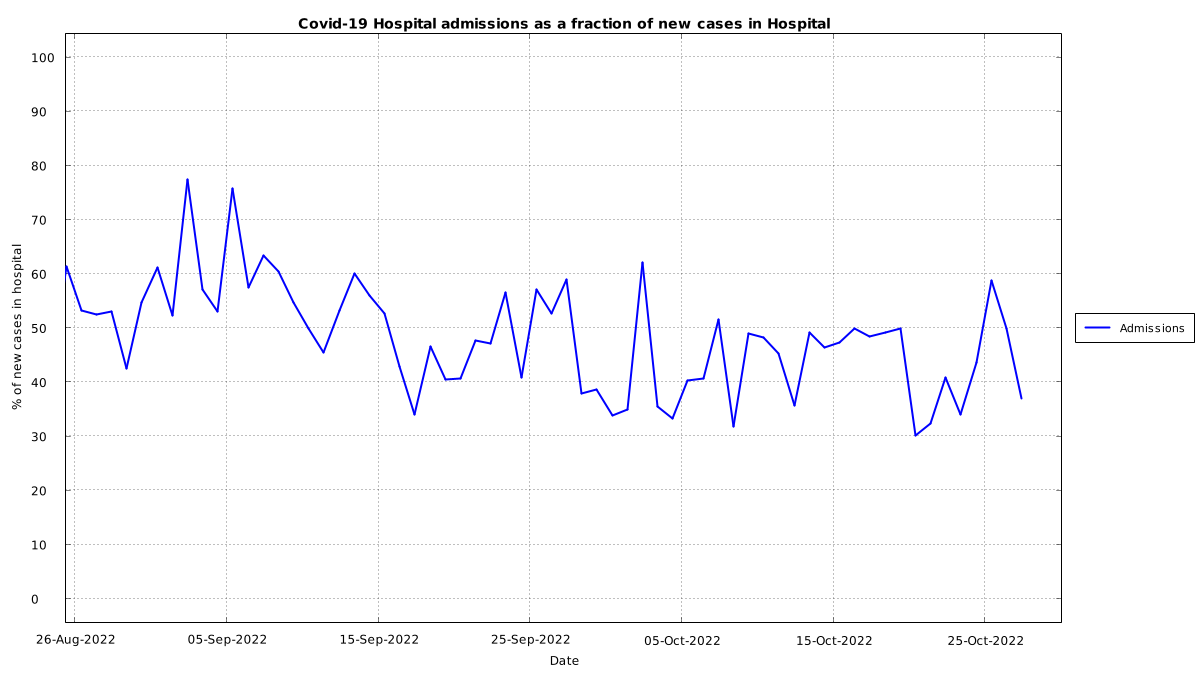 Covid-19 Hospital admissions as a fraction of new cases in Hospital
100
90
80
70
60
50
40
30
20
10
0
% of new cases in hospital
26-Aug-2022 05-Sep-2022 15-Sep-2022 25-Sep-2022 05-Oct-2022 15-Oct-2022 25-Oct-2022
Date
Admissions